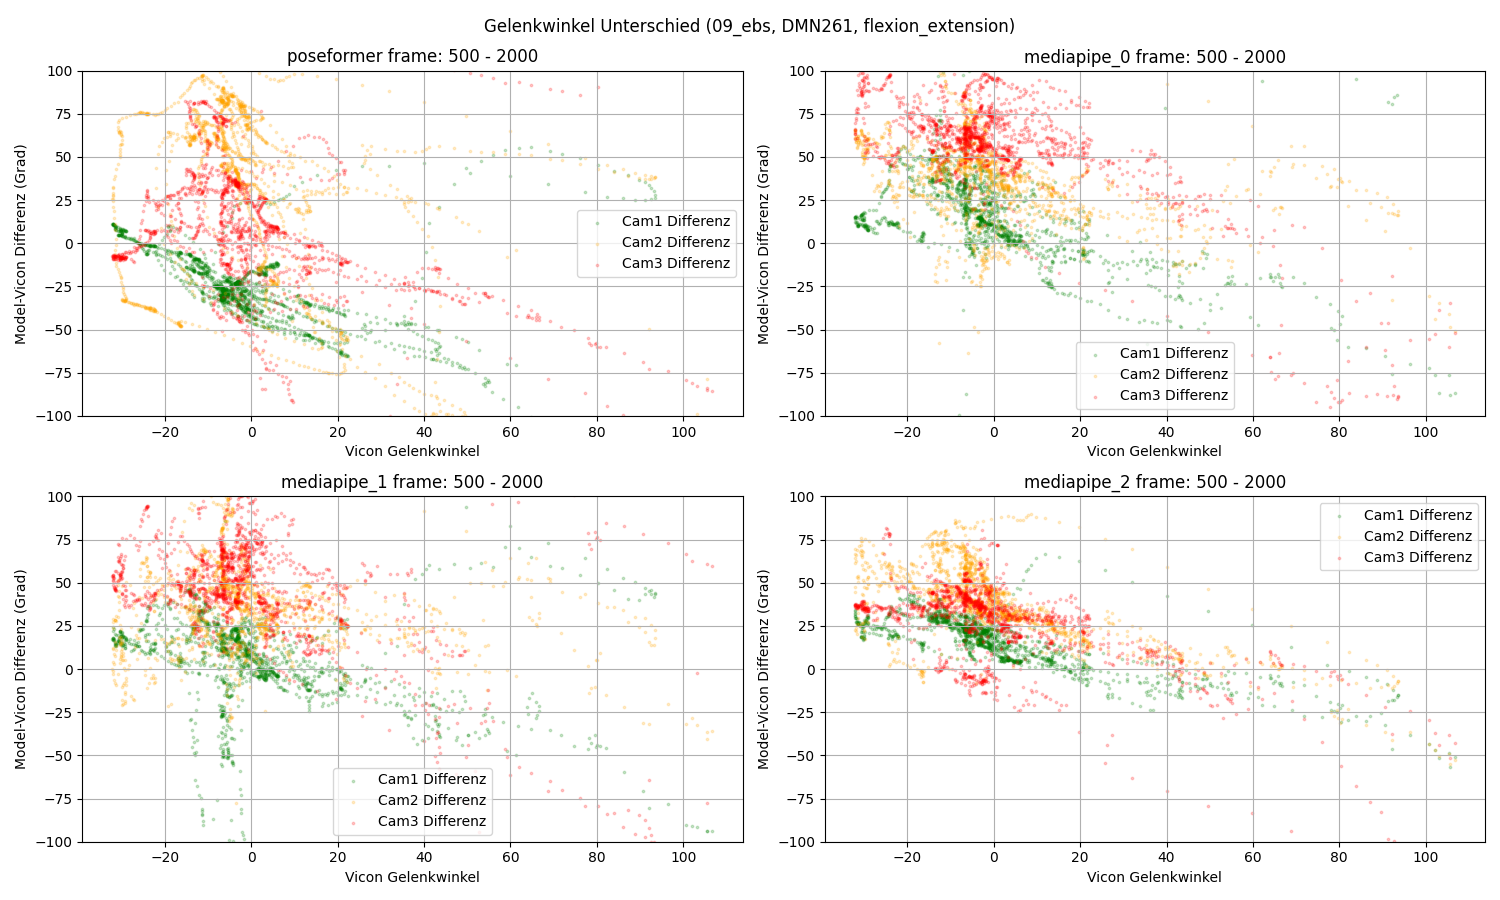 Gelenkwinkel Unterschied (09_ebs, DMN261, flexion_extension)
poseformer frame: 500 - 2000
100
75
50
25
0
−25
−50
−75
−100
Model-Vicon Differenz (Grad)
Cam1 Differenz
Cam2 Differenz
Cam3 Differenz
−20 0 20 40 60 80 100
Vicon Gelenkwinkel
mediapipe_0 frame: 500 - 2000
100
75
50
25
0
−25
−50
−75
−100
Model-Vicon Differenz (Grad)
Cam1 Differenz
Cam2 Differenz
Cam3 Differenz
−20 0 20 40 60 80 100
Vicon Gelenkwinkel
mediapipe_1 frame: 500 - 2000
100
75
50
25
0
−25
−50
−75
−100
Model-Vicon Differenz (Grad)
Cam1 Differenz
Cam2 Differenz
Cam3 Differenz
−20 0 20 40 60 80 100
Vicon Gelenkwinkel
mediapipe_2 frame: 500 - 2000
100
75
50
25
0
−25
−50
−75
−100
Model-Vicon Differenz (Grad)
Cam1 Differenz
Cam2 Differenz
Cam3 Differenz
−20 0 20 40 60 80 100
Vicon Gelenkwinkel